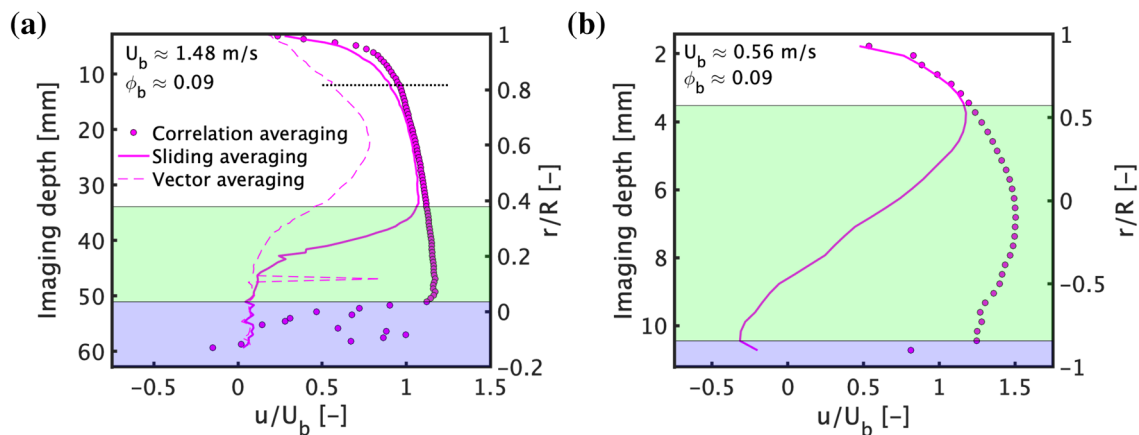 (a)
U_b ≈ 1.48 m/s
ϕ_b ≈ 0.09
Correlation averaging
Sliding averaging
Vector averaging
Imaging depth [mm]
10
20
30
40
50
60
r/R [-]
1
0.8
0.6
0.4
0.2
0
-0.2
-0.5
0
0.5
1
1.5
u/U_b [-]
(b)
U_b ≈ 0.56 m/s
ϕ_b ≈ 0.09
Imaging depth [mm]
2
4
6
8
10
r/R [-]
1
0.5
0
-0.5
-1
-0.5
0
0.5
1
1.5
u/U_b [-]